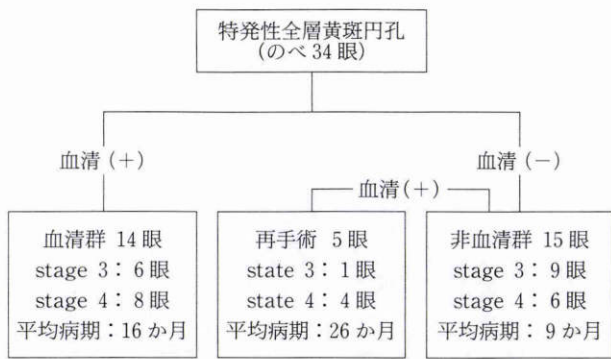 特発性全層黄斑円孔
(のべ 34 眼)
血清 (+)
血清 (−)
血清(+)
血清群 14 眼
stage 3： 6 眼
stage 4： 8 眼
平均病期：16 か月
再手術 5 眼
state 3： 1 眼
state 4： 4 眼
平均病期：26 か月
非血清群 15 眼
stage 3： 9 眼
stage 4： 6 眼
平均病期： 9 か月